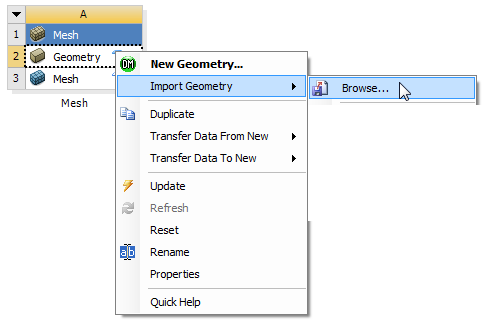 A
1 Mesh
2 Geometry
3 Mesh
Mesh
DM New Geometry...
Import Geometry
Browse...
Duplicate
Transfer Data From New
Transfer Data To New
Update
Refresh
Reset
ab Rename
Properties
Quick Help